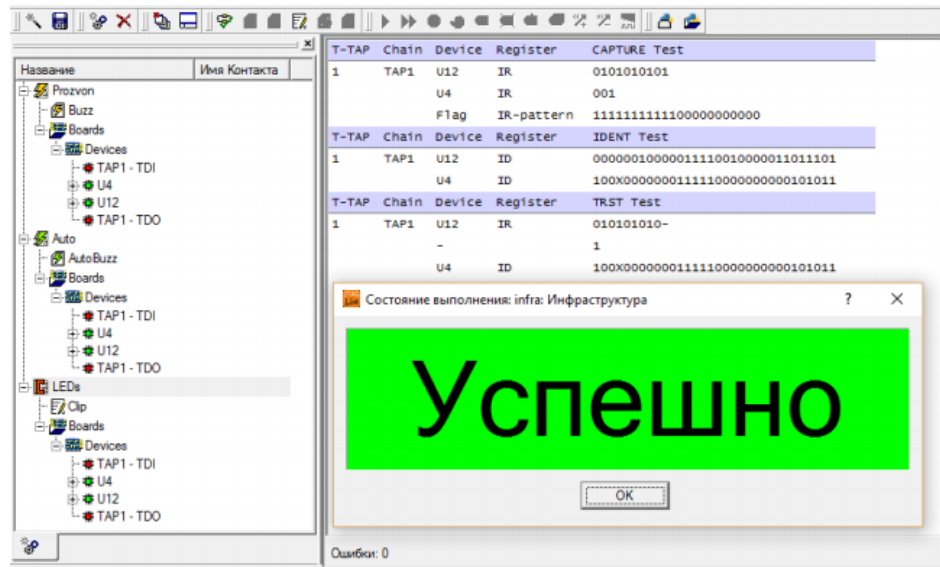 Название Имя Контакта
Prozvon
Buzz
Boards
Devices
TAP1 - TDI
U4
U12
TAP1 - TDO
Auto
AutoBuzz
Boards
Devices
TAP1 - TDI
U4
U12
TAP1 - TDO
LEDs
Clip
Boards
Devices
TAP1 - TDI
U4
U12
TAP1 - TDO
T-TAP Chain Device Register CAPTURE Test
1 TAP1 U12 IR 0101010101
U4 IR 001
Flag IR-pattern 1111111111100000000000
T-TAP Chain Device Register IDENT Test
1 TAP1 U12 ID 00000010000011110010000011011101
U4 ID 100X0000000111110000000000101011
T-TAP Chain Device Register TRST Test
1 TAP1 U12 IR 010101010-
- 1
U4 ID 100X0000000111110000000000101011
Состояние выполнения: infra: Инфраструктура
Успешно
OK
Ошибки: 0